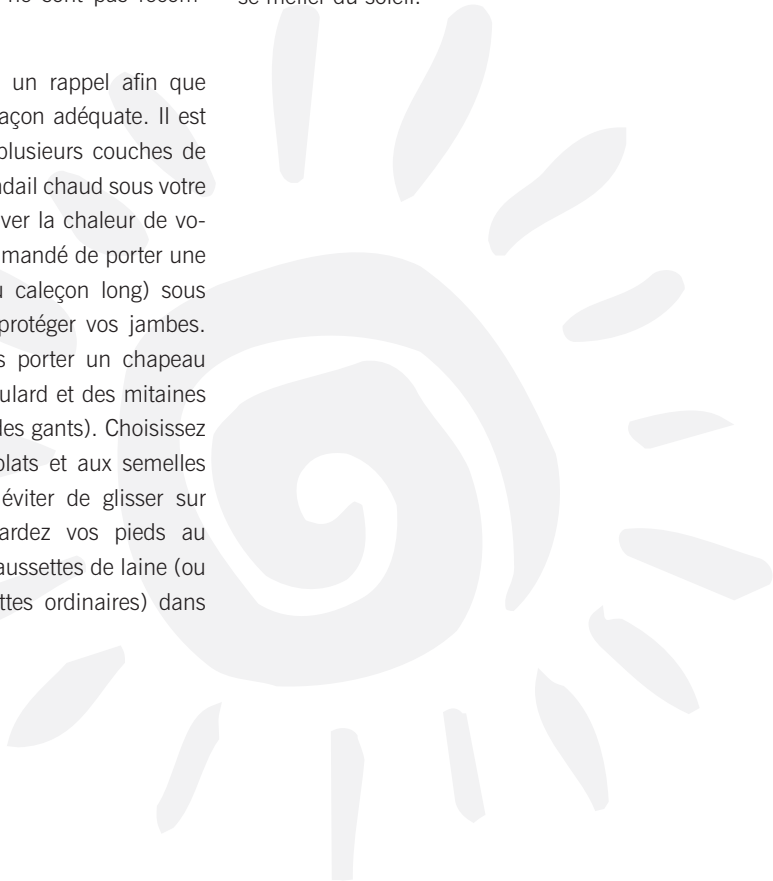 ne sont pas recom-
un rappel afin que
açon adéquate. Il est
plusieurs couches de
ndail chaud sous votre
ver la chaleur de vo-
mandé de porter une
u caleçon long) sous
protéger vos jambes.
s porter un chapeau
ulard et des mitaines
des gants). Choisissez
plats et aux semelles
éviter de glisser sur
ardez vos pieds au
aussettes de laine (ou
ttes ordinaires) dans
se méfier du soleil.